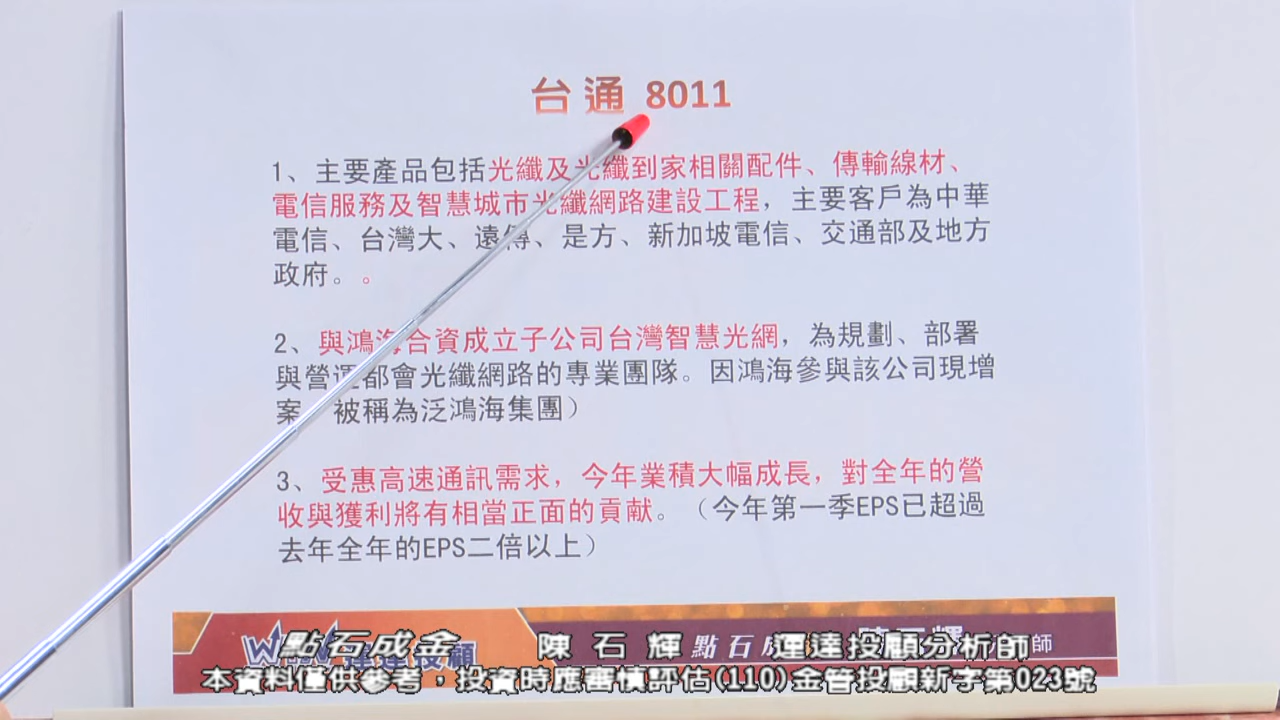 台通 8011
1、主要產品包括光纖及光纖到家相關配件、傳輸線材、
電信服務及智慧城市光纖網路建設工程，主要客戶為中華
電信、台灣大、遠傳、是方、新加坡電信、交通部及地方
政府。。
2、與鴻海合資成立子公司台灣智慧光網，為規劃、部署
與營運都會光纖網路的專業團隊。因鴻海參與該公司現增
案 被稱為泛鴻海集團）
3、受惠高速通訊需求，今年業積大幅成長，對全年的營
收與獲利將有相當正面的貢獻。（今年第一季EPS已超過
去年全年的EPS二倍以上）
運達投顧 點石成 師
點石成金 陳石輝 運達投顧分析師
本資料僅供參考，投資時應審慎評估(110)金管投顧新字第023號